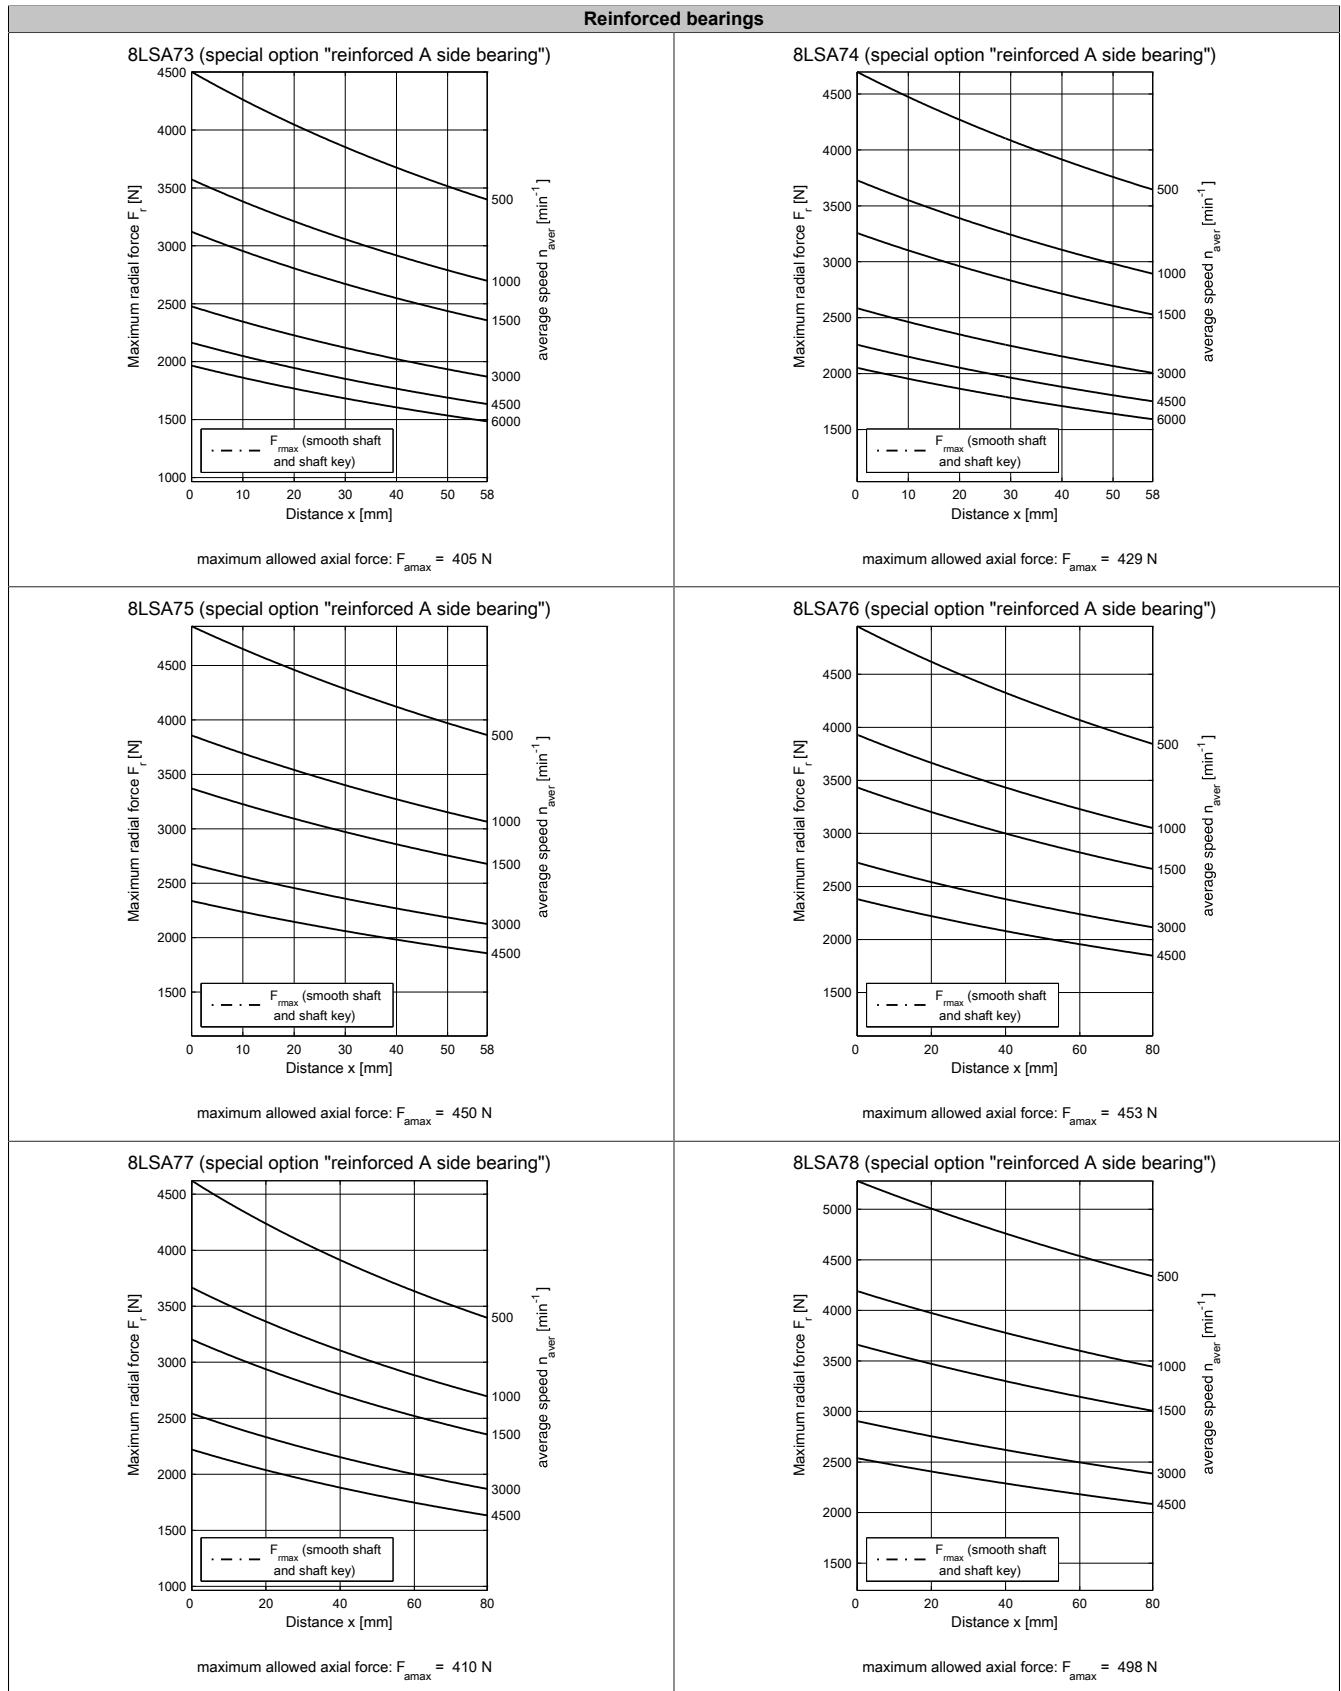 Reinforced bearings
8LSA73 (special option "reinforced A side bearing")
4500
4000
3500
3000
2500
2000
1500
1000
Maximum radial force F_r [N]
500
1000
1500
3000
4500
6000
average speed n_aver [min^-1]
F_rmax (smooth shaft
and shaft key)
0 10 20 30 40 50 58
Distance x [mm]
maximum allowed axial force: F_amax = 405 N
8LSA74 (special option "reinforced A side bearing")
4500
4000
3500
3000
2500
2000
1500
Maximum radial force F_r [N]
500
1000
1500
3000
4500
6000
average speed n_aver [min^-1]
F_rmax (smooth shaft
and shaft key)
0 10 20 30 40 50 58
Distance x [mm]
maximum allowed axial force: F_amax = 429 N
8LSA75 (special option "reinforced A side bearing")
4500
4000
3500
3000
2500
2000
1500
Maximum radial force F_r [N]
500
1000
1500
3000
4500
average speed n_aver [min^-1]
F_rmax (smooth shaft
and shaft key)
0 10 20 30 40 50 58
Distance x [mm]
maximum allowed axial force: F_amax = 450 N
8LSA76 (special option "reinforced A side bearing")
4500
4000
3500
3000
2500
2000
1500
Maximum radial force F_r [N]
500
1000
1500
3000
4500
average speed n_aver [min^-1]
F_rmax (smooth shaft
and shaft key)
0 20 40 60 80
Distance x [mm]
maximum allowed axial force: F_amax = 453 N
8LSA77 (special option "reinforced A side bearing")
4500
4000
3500
3000
2500
2000
1500
1000
Maximum radial force F_r [N]
500
1000
1500
3000
4500
average speed n_aver [min^-1]
F_rmax (smooth shaft
and shaft key)
0 20 40 60 80
Distance x [mm]
maximum allowed axial force: F_amax = 410 N
8LSA78 (special option "reinforced A side bearing")
5000
4500
4000
3500
3000
2500
2000
1500
Maximum radial force F_r [N]
500
1000
1500
3000
4500
average speed n_aver [min^-1]
F_rmax (smooth shaft
and shaft key)
0 20 40 60 80
Distance x [mm]
maximum allowed axial force: F_amax = 498 N